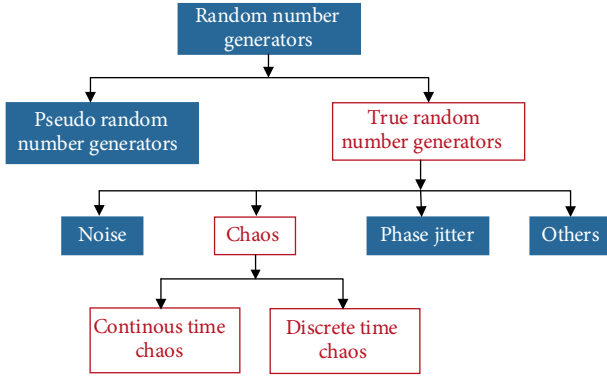 Random number
generators
Pseudo random
number generators
True random
number generators
Noise
Chaos
Phase jitter
Others
Continous time
chaos
Discrete time
chaos